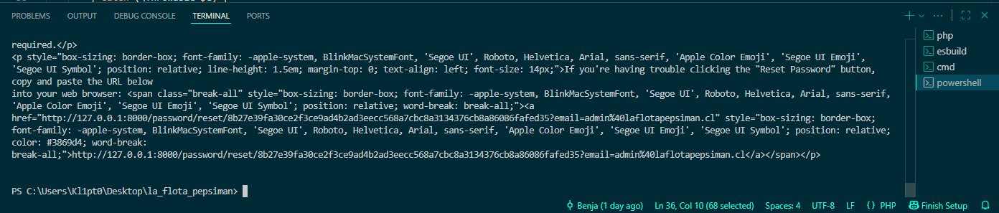 PROBLEMS OUTPUT DEBUG CONSOLE TERMINAL PORTS
required.</p>
<p style="box-sizing: border-box; font-family: -apple-system, BlinkMacSystemFont, 'Segoe UI', Roboto, Helvetica, Arial, sans-serif, 'Apple Color Emoji', 'Segoe UI Emoji',
'Segoe UI Symbol'; position: relative; line-height: 1.5em; margin-top: 0; text-align: left; font-size: 14px;">If you're having trouble clicking the "Reset Password" button,
copy and paste the URL below
into your web browser: <span class="break-all" style="box-sizing: border-box; font-family: -apple-system, BlinkMacSystemFont, 'Segoe UI', Roboto, Helvetica, Arial, sans-serif,
'Apple Color Emoji', 'Segoe UI Emoji', 'Segoe UI Symbol'; position: relative; word-break: break-all;"><a
href="http://127.0.0.1:8000/password/reset/8b27e39fa30ce2f3ce9ad4b2ad3eecc568a7cbc8a3134376cb8a86086fafed35?email=admin%40laflotapepsiman.cl" style="box-sizing: border-box;
font-family: -apple-system, BlinkMacSystemFont, 'Segoe UI', Roboto, Helvetica, Arial, sans-serif, 'Apple Color Emoji', 'Segoe UI Emoji', 'Segoe UI Symbol'; position: relative;
color: #3869d4; word-break:
break-all;">http://127.0.0.1:8000/password/reset/8b27e39fa30ce2f3ce9ad4b2ad3eecc568a7cbc8a3134376cb8a86086fafed35?email=admin%40laflotapepsiman.cl</a></span></p>
PS C:\Users\Kl1pt0\Desktop\la_flota_pepsiman>
php
esbuild
cmd
powershell
Benja (1 day ago) Ln 36, Col 10 (68 selected) Spaces: 4 UTF-8 LF {} PHP Finish Setup